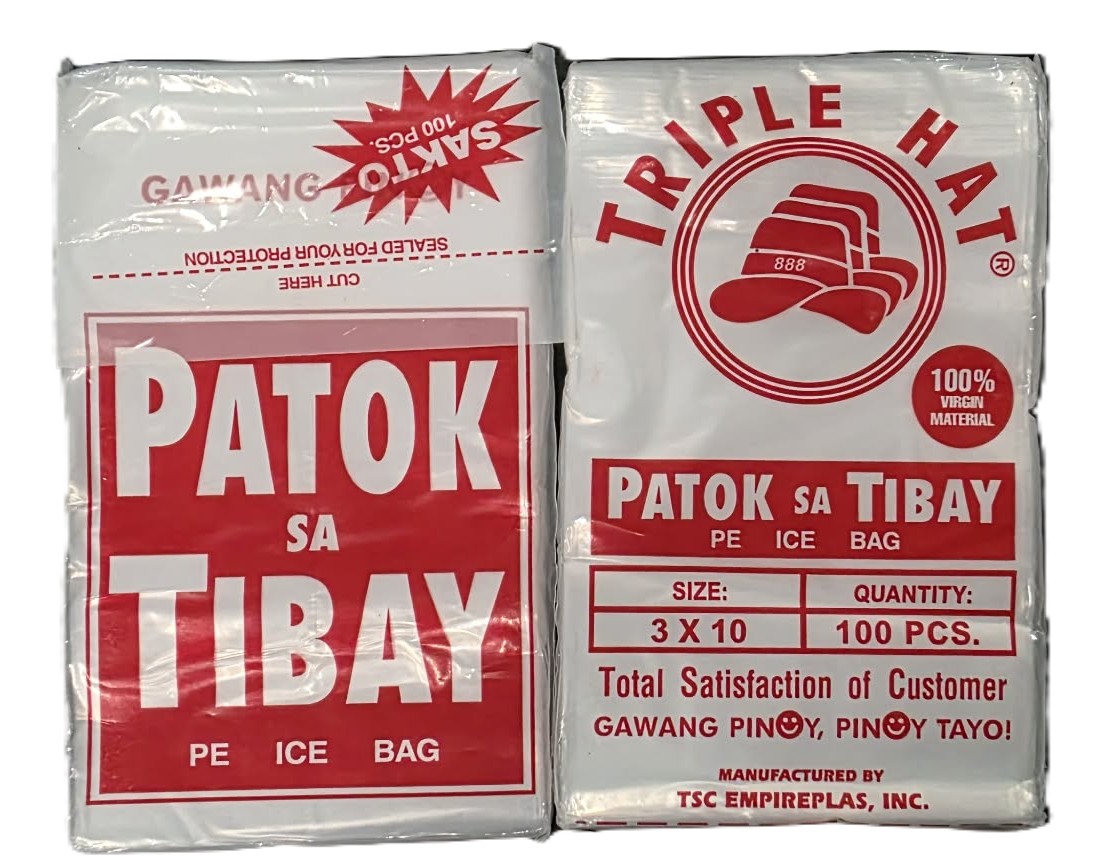 SAKTO
100 PCS.
GAWANG PINOY
SEALED FOR YOUR PROTECTION
CUT HERE
PATOK
SA
TIBAY
PE ICE BAG
TRIPLE HAT®
888
100%
VIRGIN
MATERIAL
PATOK SA TIBAY
PE ICE BAG
SIZE: QUANTITY:
3 X 10 100 PCS.
Total Satisfaction of Customer
GAWANG PINOY, PINOY TAYO!
MANUFACTURED BY
TSC EMPIREPLAS, INC.